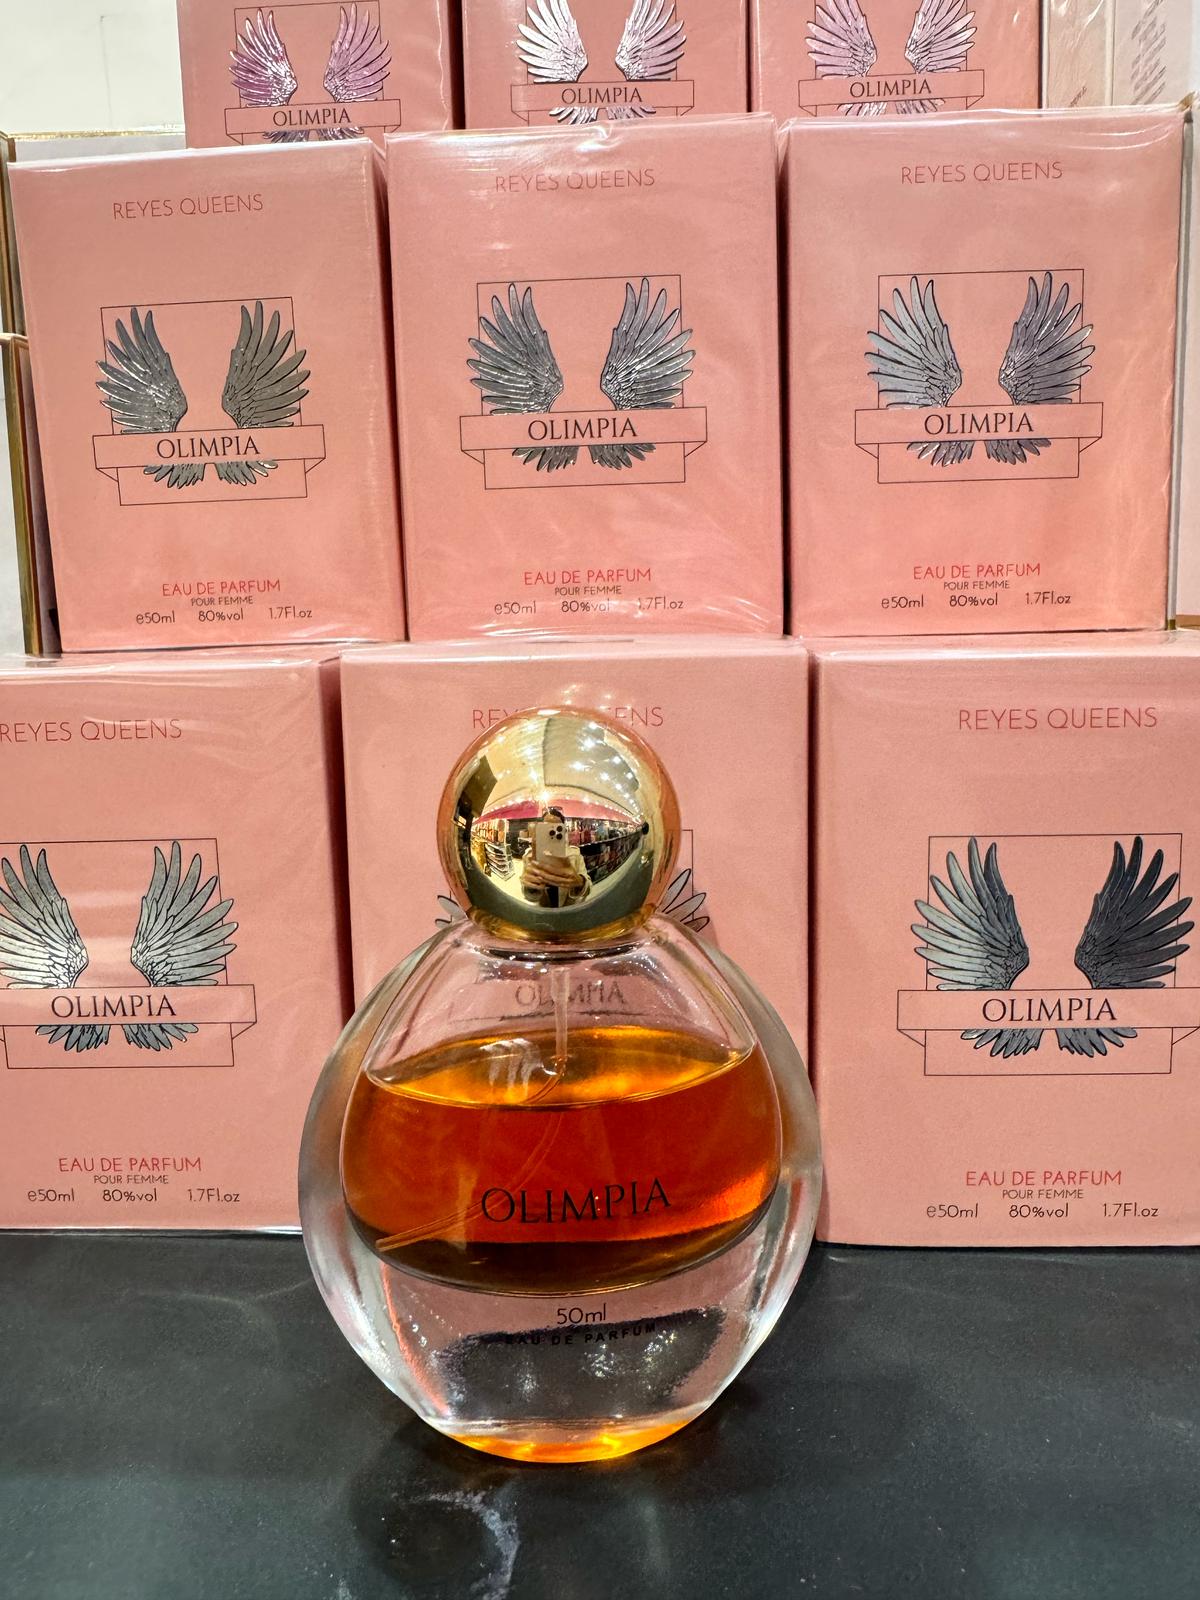 OLIMPIA
OLIMPIA
OLIMPIA
REYES QUEENS
OLIMPIA
EAU DE PARFUM
POUR FEMME
e50ml 80%vol 1.7Fl.oz
REYES QUEENS
OLIMPIA
EAU DE PARFUM
POUR FEMME
e50ml 80%vol 1.7Fl.oz
REYES QUEENS
OLIMPIA
EAU DE PARFUM
POUR FEMME
e50ml 80%vol 1.7Fl.oz
REYES QUEENS
OLIMPIA
EAU DE PARFUM
POUR FEMME
e50ml 80%vol 1.7Fl.oz
OLIMPIA
50ml
EAU DE PARFUM
REYES QUEENS
OLIMPIA
EAU DE PARFUM
POUR FEMME
e50ml 80%vol 1.7Fl.oz